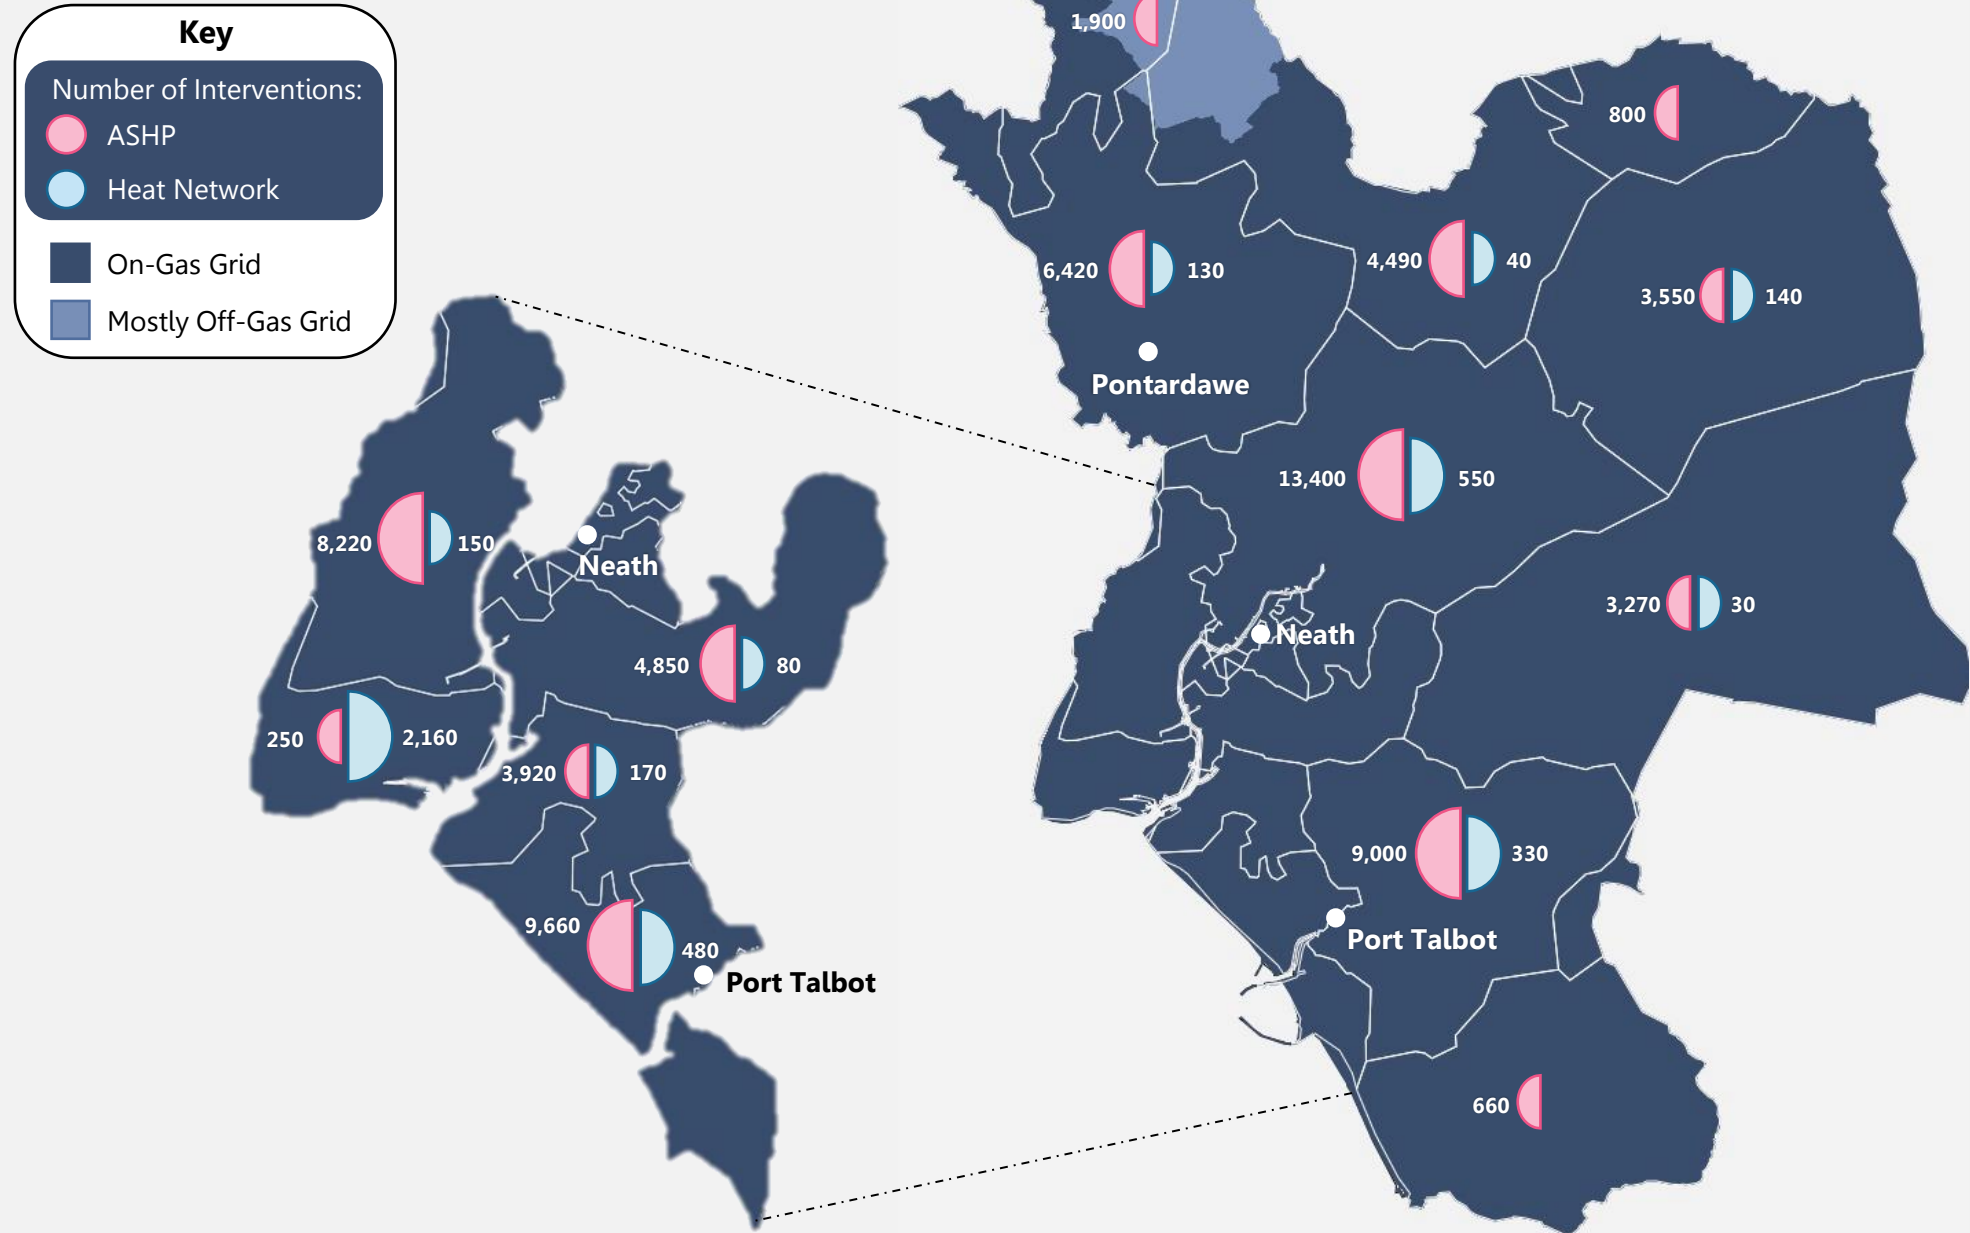 Key
Number of Interventions:
ASHP
Heat Network
On-Gas Grid
Mostly Off-Gas Grid
1,900
800
6,420 130
4,490 40
3,550 140
Pontardawe
13,400 550
8,220 150
Neath
3,270 30
Neath
4,850 80
250 2,160
3,920 170
9,000 330
9,660 480
Port Talbot
Port Talbot
660